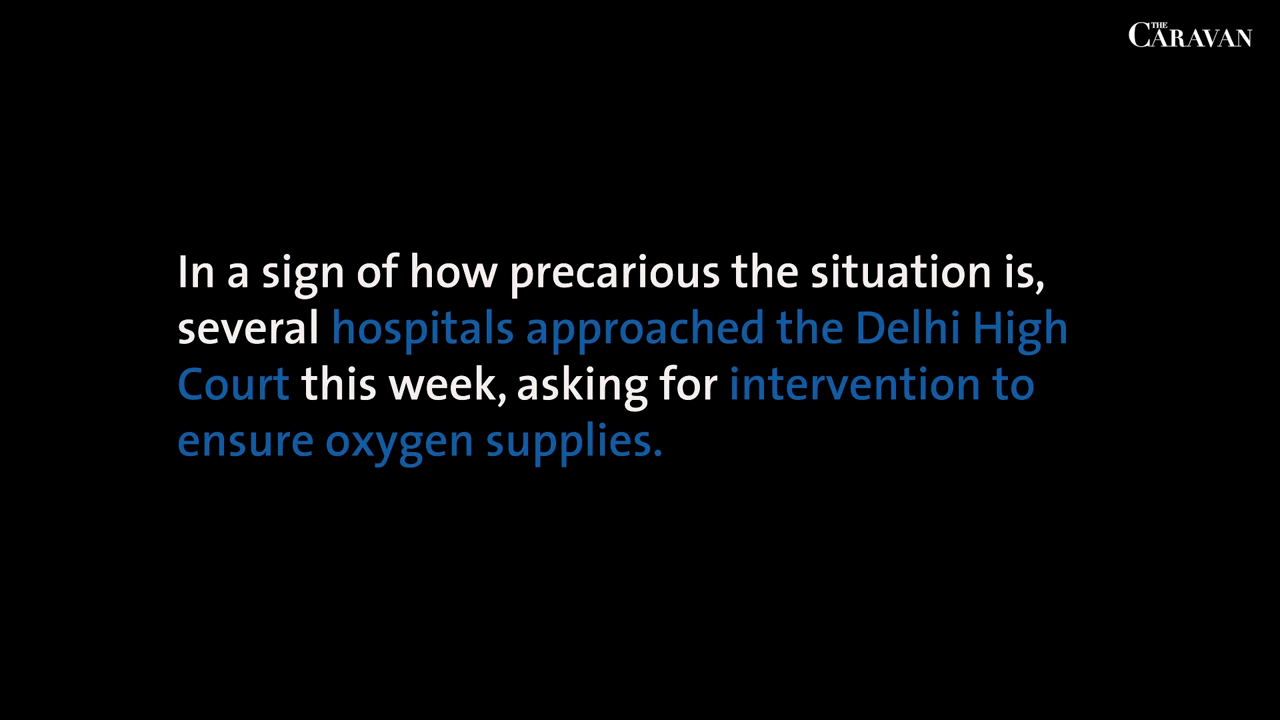 THE CARAVAN
In a sign of how precarious the situation is,
several hospitals approached the Delhi High
Court this week, asking for intervention to
ensure oxygen supplies.